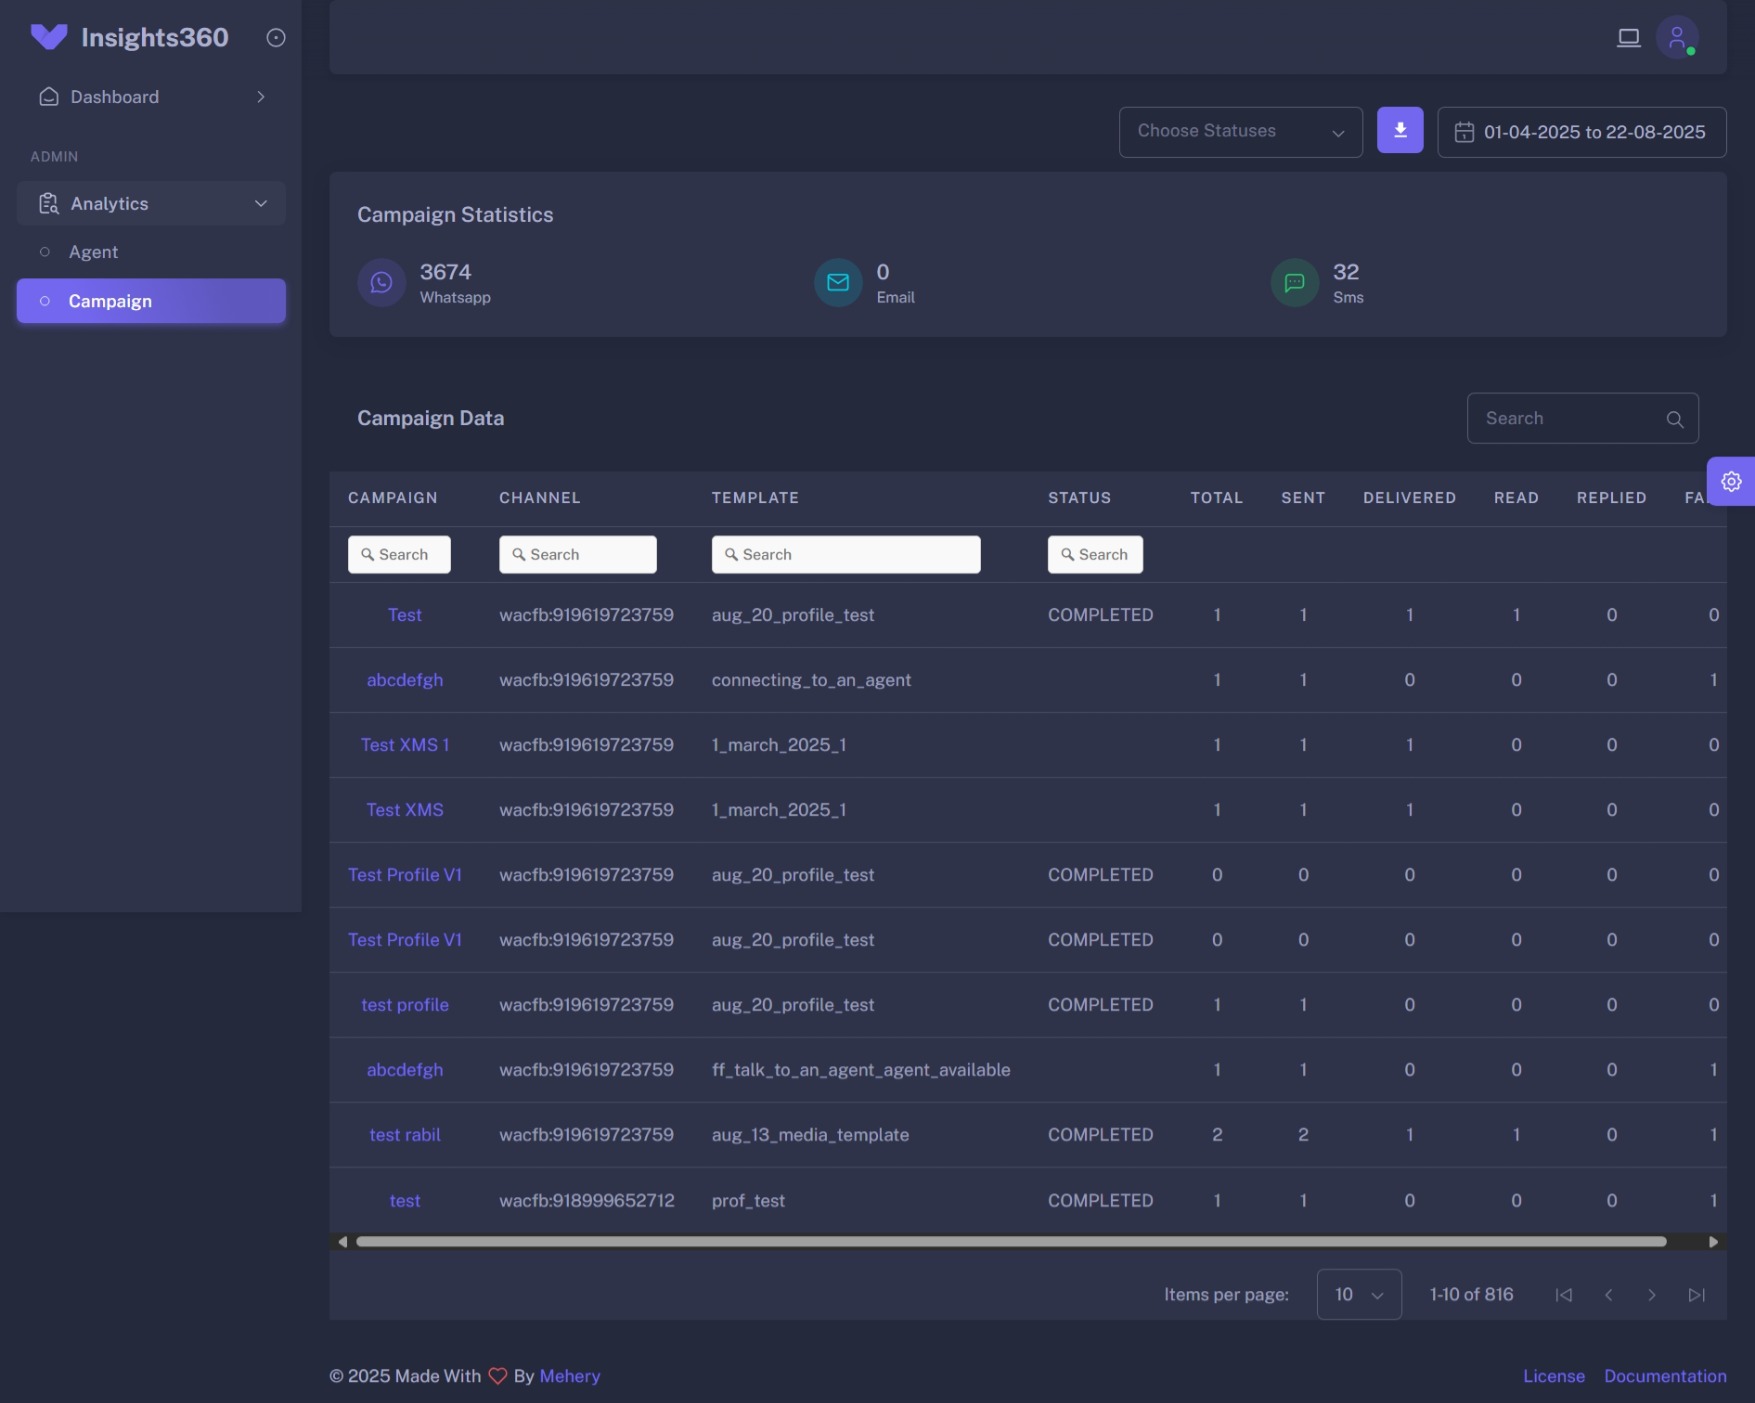 Insights360
Dashboard
ADMIN
Analytics
Agent
Campaign
Choose Statuses
01-04-2025 to 22-08-2025
Campaign Statistics
3674
Whatsapp
0
Email
32
Sms
Campaign Data
Search
CAMPAIGN CHANNEL TEMPLATE STATUS TOTAL SENT DELIVERED READ REPLIED
Search Search Search Search
Test wacfb:919619723759 aug_20_profile_test COMPLETED 1 1 1 1 0 0
abcdefgh wacfb:919619723759 connecting_to_an_agent 1 1 0 0 0 1
Test XMS 1 wacfb:919619723759 1_march_2025_1 1 1 1 0 0 0
Test XMS wacfb:919619723759 1_march_2025_1 1 1 1 0 0 0
Test Profile V1 wacfb:919619723759 aug_20_profile_test COMPLETED 0 0 0 0 0 0
Test Profile V1 wacfb:919619723759 aug_20_profile_test COMPLETED 0 0 0 0 0 0
test profile wacfb:919619723759 aug_20_profile_test COMPLETED 1 1 0 0 0 0
abcdefgh wacfb:919619723759 ff_talk_to_an_agent_agent_available 1 1 0 0 0 1
test rabil wacfb:919619723759 aug_13_media_template COMPLETED 2 2 1 1 0 1
test wacfb:918999652712 prof_test COMPLETED 1 1 0 0 0 1
Items per page: 10 1-10 of 816
© 2025 Made With By Mehery
License Documentation